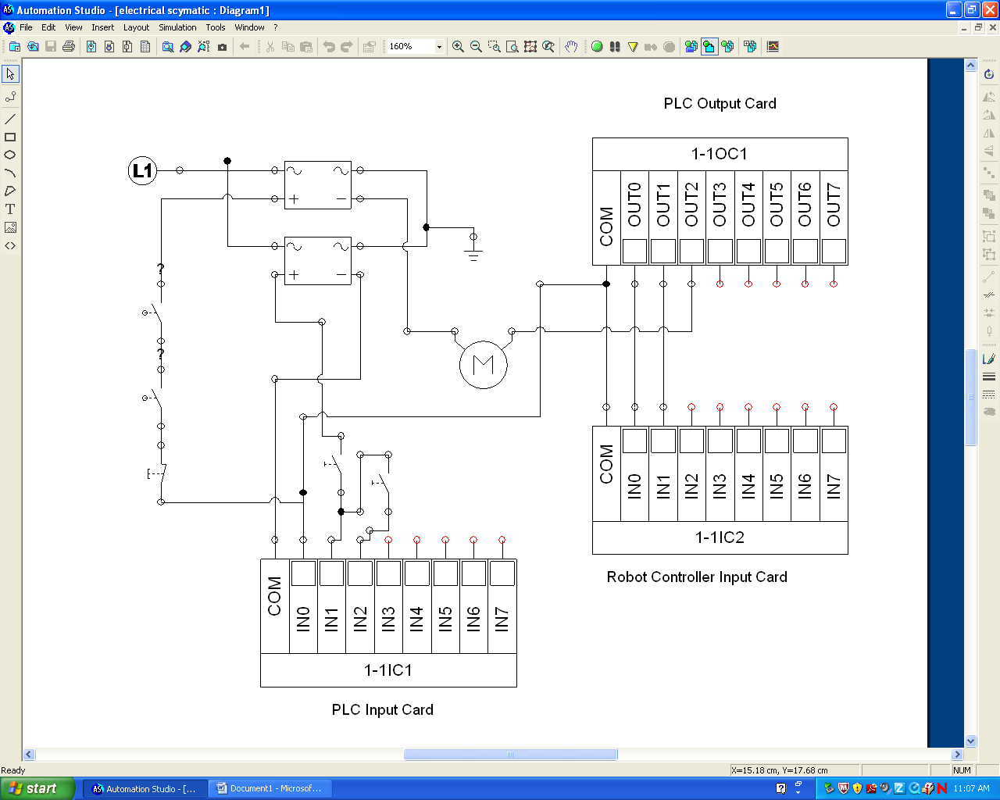 Automation Studio - [electrical scymatic : Diagram1]
File Edit View Insert Layout Simulation Tools Window ?
160%
PLC Output Card
1-1OC1
COM OUT0 OUT1 OUT2 OUT3 OUT4 OUT5 OUT6 OUT7
L1
?
?
M
COM IN0 IN1 IN2 IN3 IN4 IN5 IN6 IN7
1-1IC2
Robot Controller Input Card
COM IN0 IN1 IN2 IN3 IN4 IN5 IN6 IN7
1-1IC1
PLC Input Card
Ready
X=15.18 cm, Y=17.68 cm
NUM
start
Automation Studio - [...
Document1 - Microsof...
11:07 AM